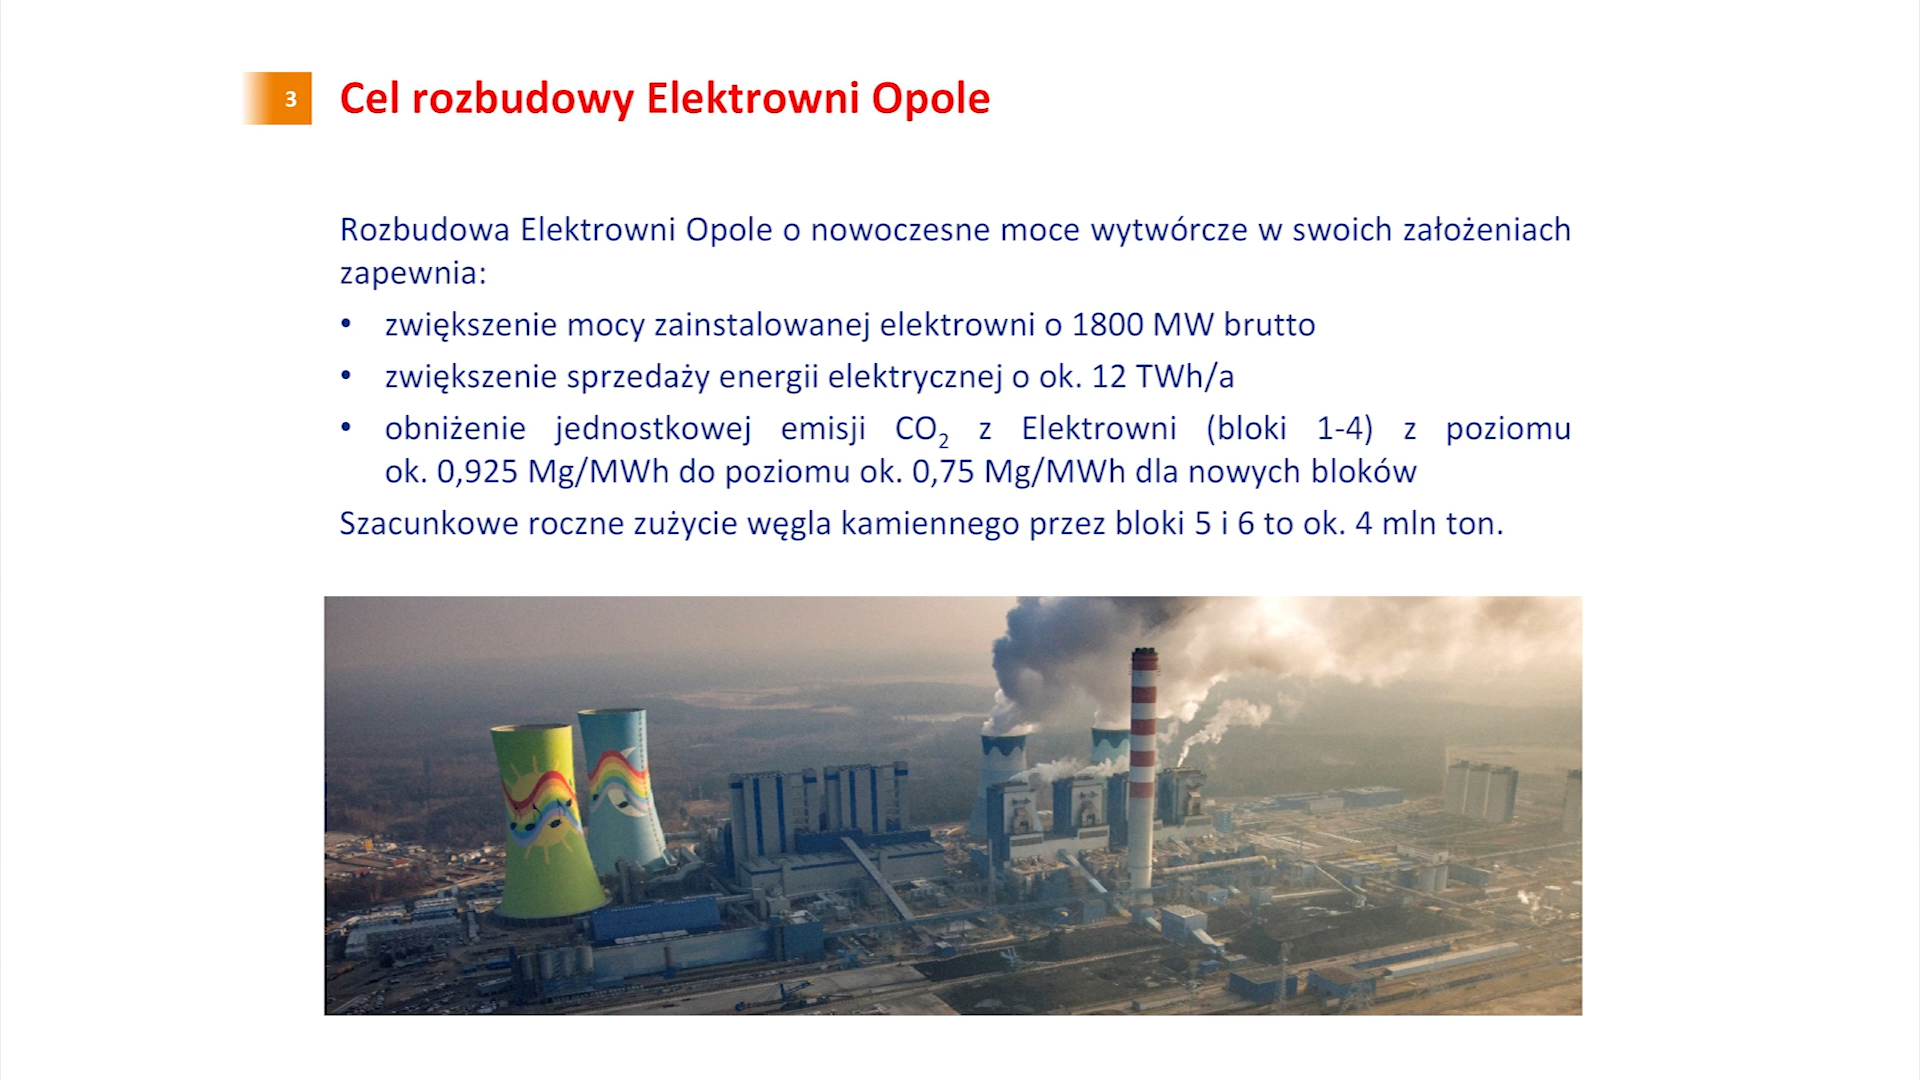 3
Cel rozbudowy Elektrowni Opole
Rozbudowa Elektrowni Opole o nowoczesne moce wytwórcze w swoich założeniach
zapewnia:
• zwiększenie mocy zainstalowanej elektrowni o 1800 MW brutto
• zwiększenie sprzedaży energii elektrycznej o ok. 12 TWh/a
• obniżenie jednostkowej emisji CO₂ z Elektrowni (bloki 1-4) z poziomu
ok. 0,925 Mg/MWh do poziomu ok. 0,75 Mg/MWh dla nowych bloków
Szacunkowe roczne zużycie węgla kamiennego przez bloki 5 i 6 to ok. 4 mln ton.